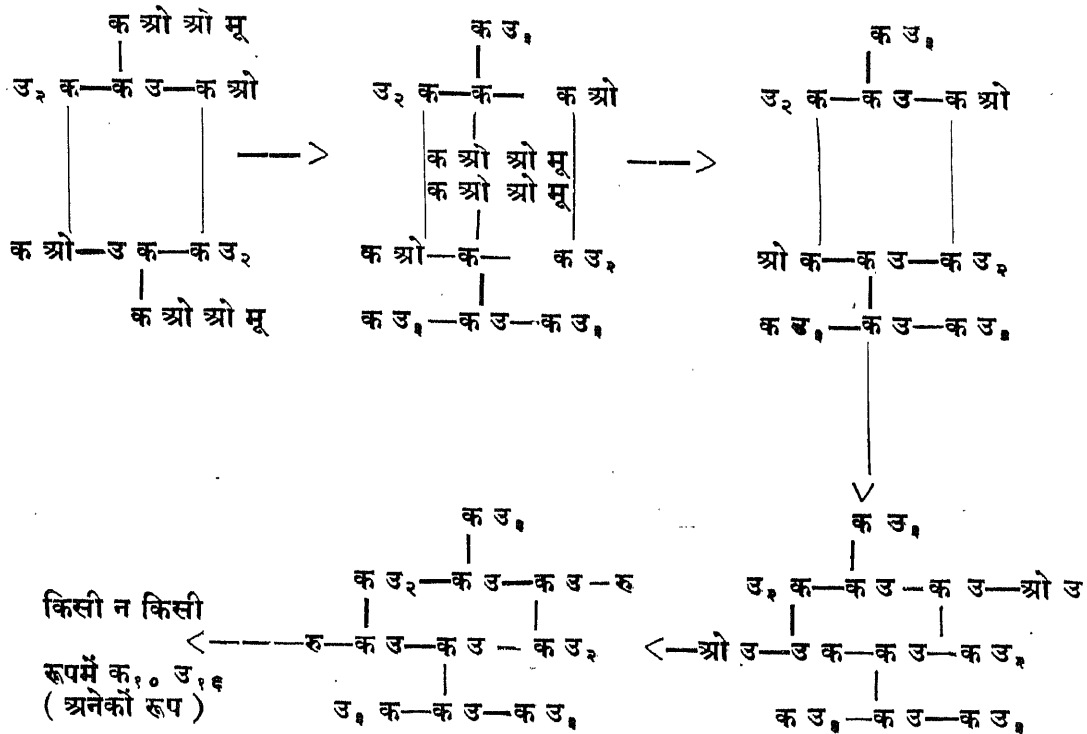 क ओ ओ मू
उ₂ क—क उ—क ओ
क ओ—उ क—क उ₂
क ओ ओ मू
क उ₃
उ₂ क—क— क ओ
क ओ ओ मू
क ओ ओ मू
क ओ—क— क उ₂
क उ₃—क उ—क उ₃
क उ₃
उ₂ क—क उ—क ओ
ओ क—क उ—क उ₂
क उ₃—क उ—क उ₃
क उ₃
उ₂ क—क उ—क उ—ओ उ
ओ उ—उ क—क उ—क उ₂
क उ₃—क उ—क उ₃
क उ₃
क उ₂—क उ—क उ—रु
रु—क उ—क उ—क उ₂
उ₃ क—क उ—क उ₃
किसी न किसी
रूपमें क₁₀ उ₁₆
( अनेकों रूप )